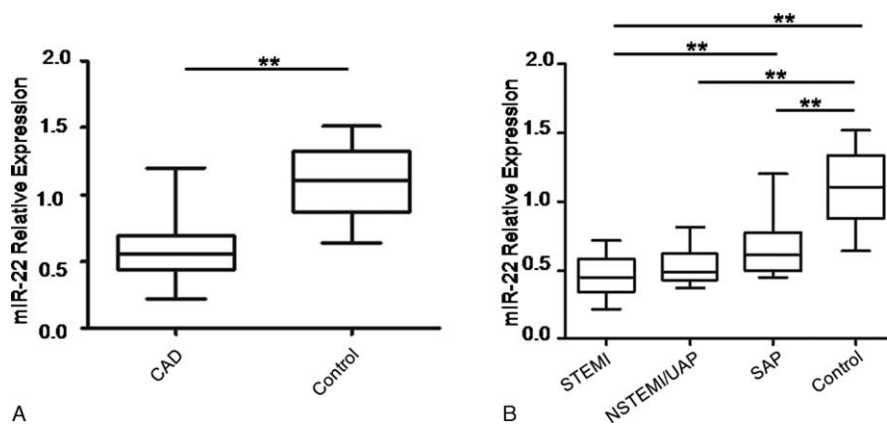 2.0
1.5
1.0
0.5
0.0
mIR-22 Relative Expression
**
CAD
Control
A
2.0
1.5
1.0
0.5
0.0
mIR-22 Relative Expression
**
**
**
**
STEMI
NSTEMI/UAP
SAP
Control
B